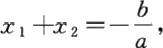 x₁+x₂=-b/a,